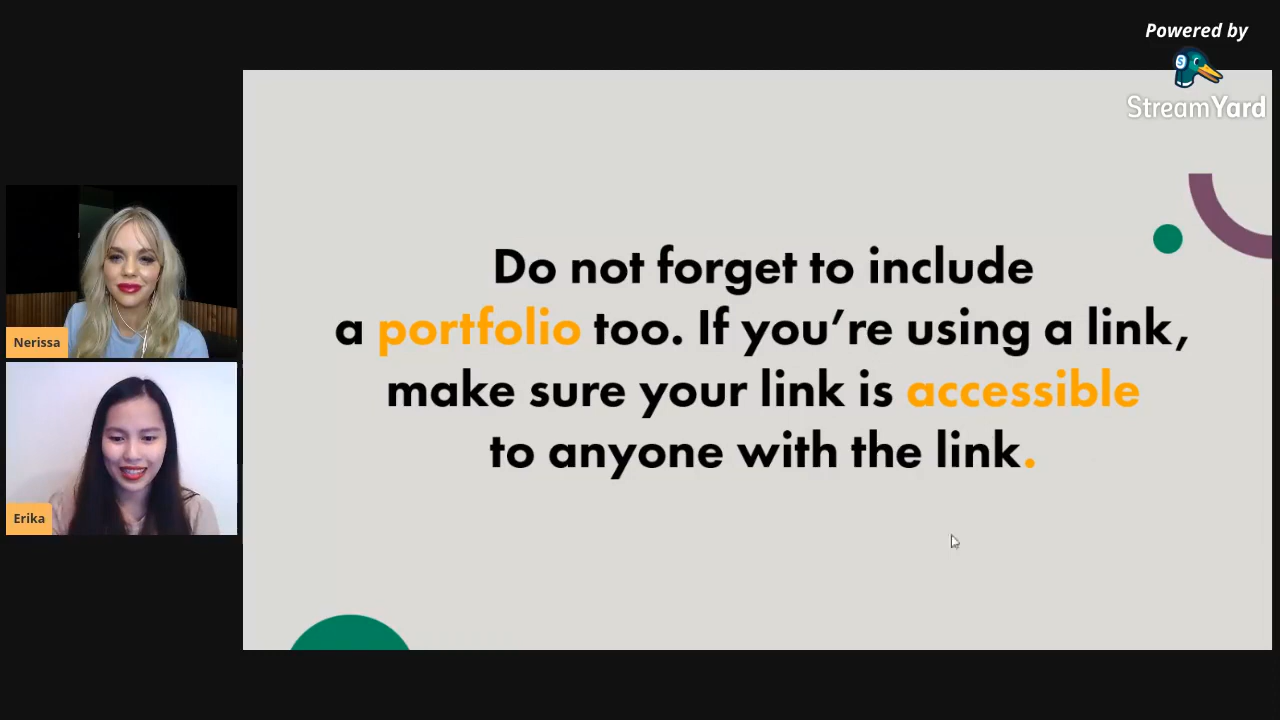 Powered by
StreamYard
Do not forget to include
a portfolio too. If you’re using a link,
make sure your link is accessible
to anyone with the link.
Nerissa
Erika